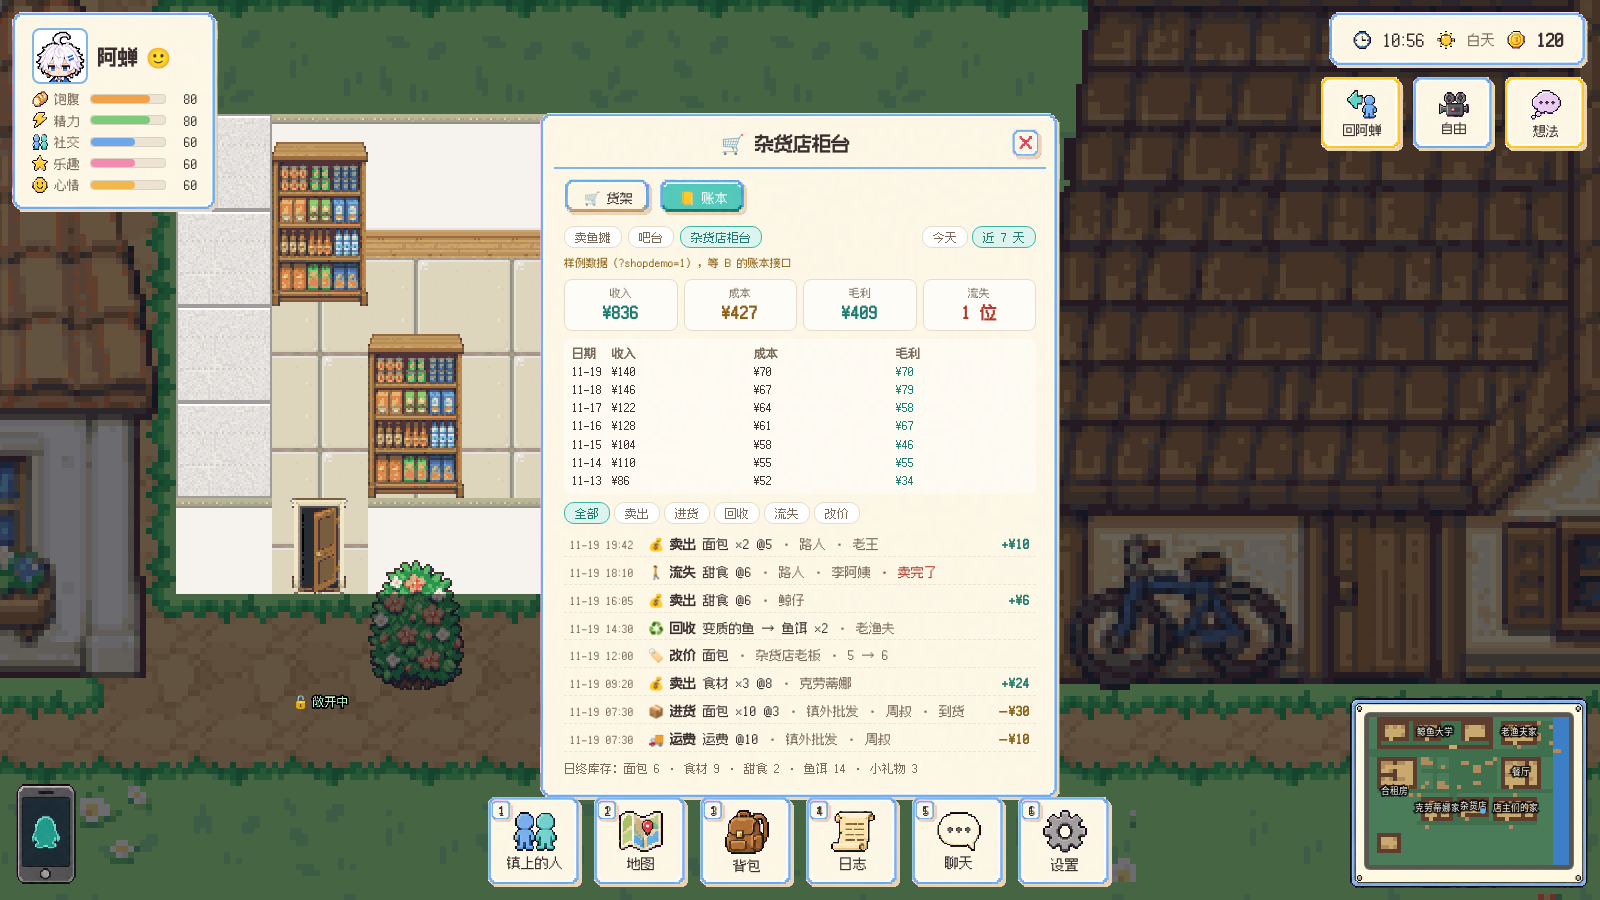 阿蝉
饱腹 80
精力 80
社交 60
乐趣 60
心情 60
10:56 白天 120
回阿蝉
自由
想法
杂货店柜台
货架
账本
卖鱼摊 吧台 杂货店柜台 今天 近 7 天
样例数据 (?shopdemo=1) , 等 B 的账本接口
收入 成本 毛利 流失
¥836 ¥427 ¥409 1 位
日期 收入 成本 毛利
11-19 ¥140 ¥70 ¥70
11-18 ¥146 ¥67 ¥79
11-17 ¥122 ¥64 ¥58
11-16 ¥128 ¥61 ¥67
11-15 ¥104 ¥58 ¥46
11-14 ¥110 ¥55 ¥55
11-13 ¥86 ¥52 ¥34
全部 卖出 进货 回收 流失 改价
11-19 19:42 卖出 面包 ×2 @5 · 路人 · 老王 +¥10
11-19 18:10 流失 甜食 @6 · 路人 · 李阿姨 · 卖完了
11-19 16:05 卖出 甜食 @6 · 鲸仔 +¥6
11-19 14:30 回收 变质的鱼 → 鱼饵 ×2 · 老渔夫
11-19 12:00 改价 面包 · 杂货店老板 · 5 → 6
11-19 09:20 卖出 食材 ×3 @8 · 克劳蒂娜 +¥24
11-19 07:30 进货 面包 ×10 @3 · 镇外批发 · 周叔 · 到货 −¥30
11-19 07:30 运费 运费 @10 · 镇外批发 · 周叔 −¥10
日终库存: 面包 6 · 食材 9 · 甜食 2 · 鱼饵 14 · 小礼物 3
敞开中
1 镇上的人
2 地图
3 背包
4 日志
5 聊天
6 设置
鲸鱼大学 老渔夫家
餐厅
合租房
克劳蒂娜家 杂货店 店主们的家